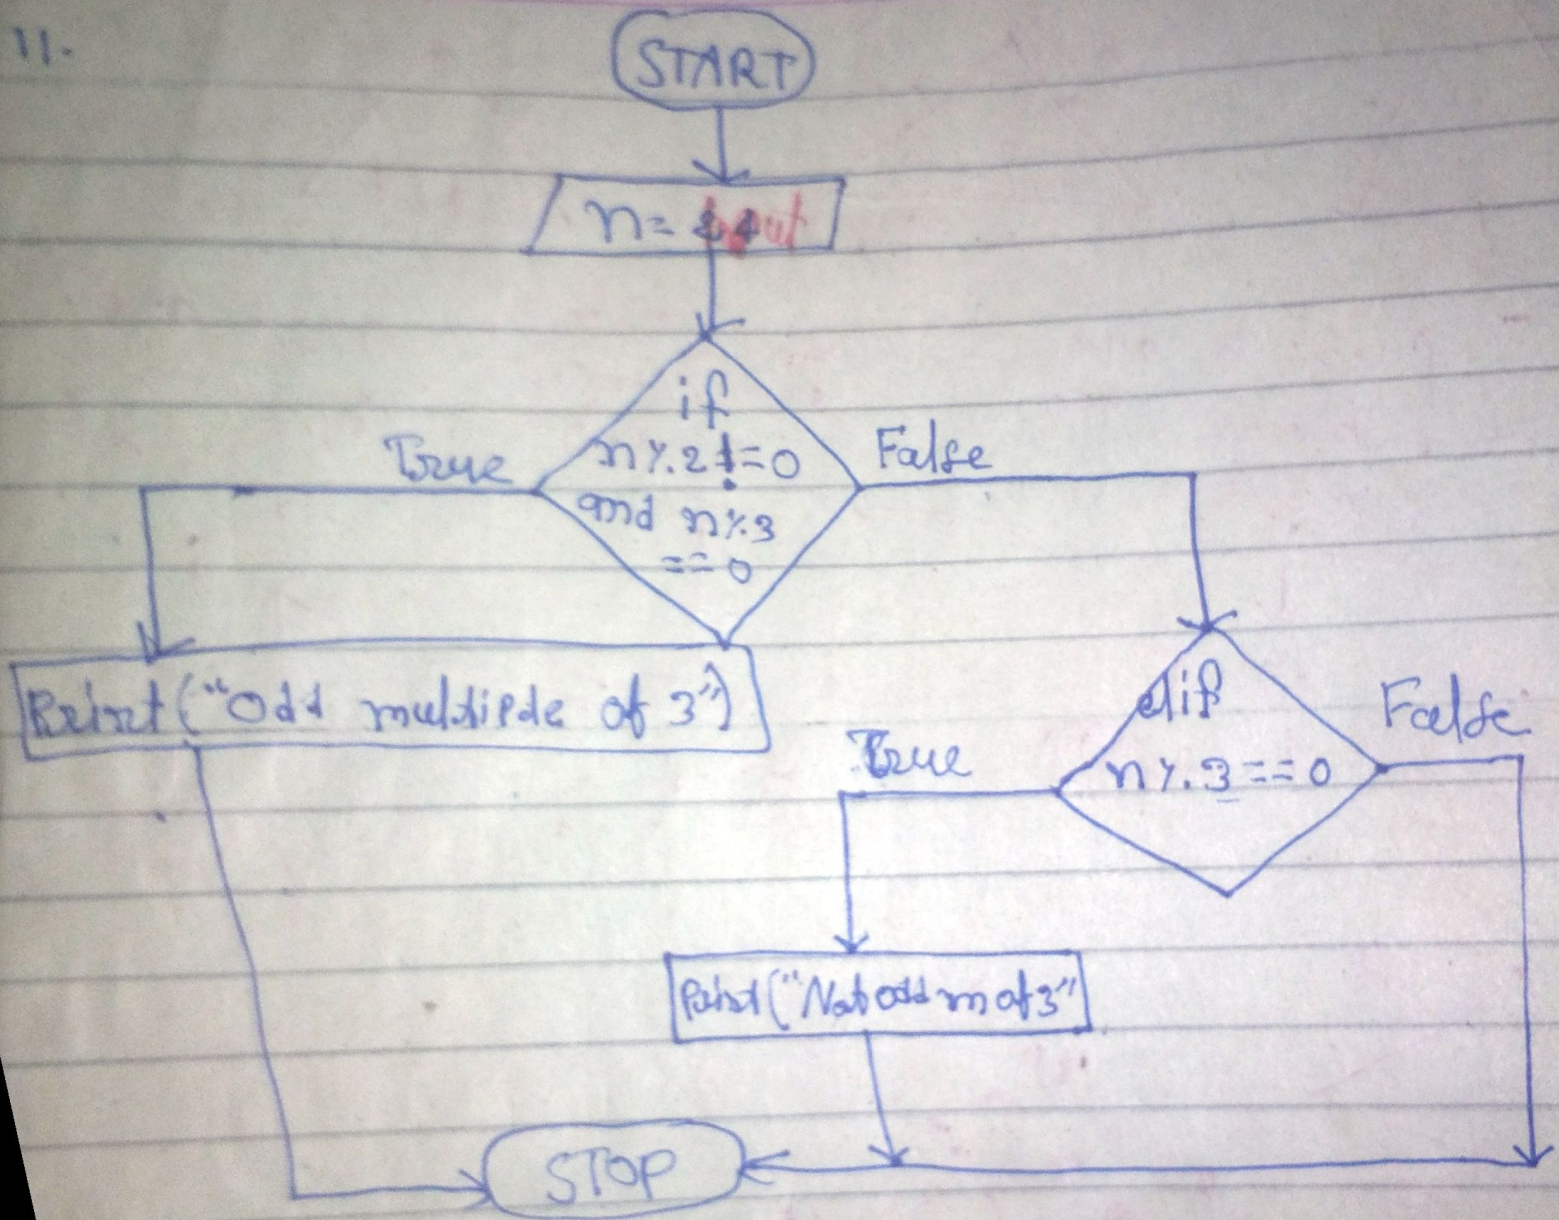 11.
START
n=
if
n%2!=0
and n%3
==0
True
False
Print("Odd multiple of 3")
elif
n%3==0
True
False
Print("Not odd m of 3"
STOP